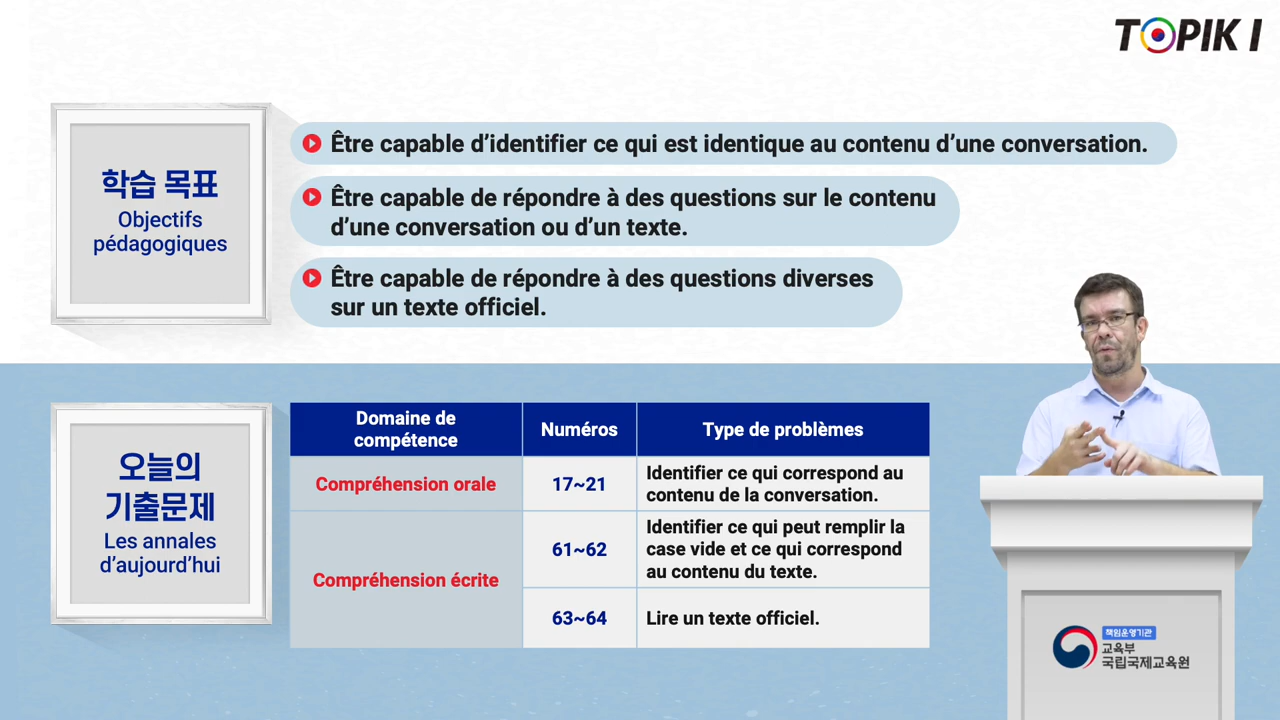 TOPIK I
학습 목표
Objectifs
pédagogiques
Être capable d’identifier ce qui est identique au contenu d’une conversation.
Être capable de répondre à des questions sur le contenu
d’une conversation ou d’un texte.
Être capable de répondre à des questions diverses
sur un texte officiel.
오늘의
기출문제
Les annales
d’aujourd’hui
Domaine de
compétence
Numéros
Type de problèmes
Compréhension orale
17~21
Identifier ce qui correspond au
contenu de la conversation.
Compréhension écrite
61~62
Identifier ce qui peut remplir la
case vide et ce qui correspond
au contenu du texte.
63~64
Lire un texte officiel.
책임운영기관
교육부
국립국제교육원